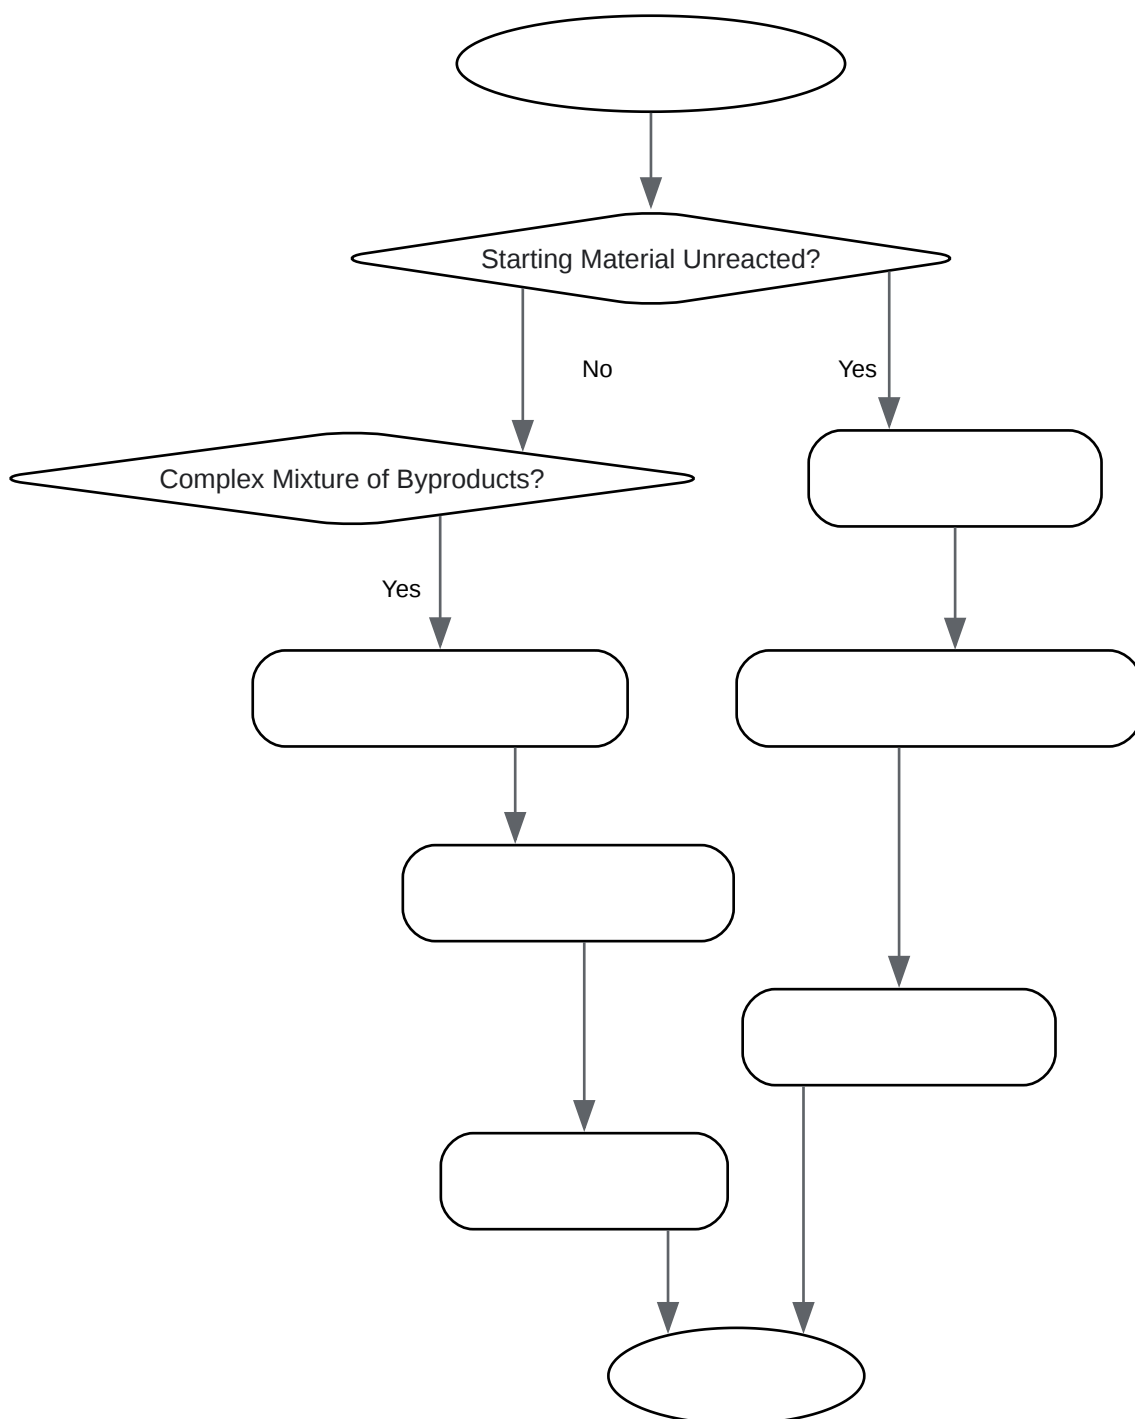 Starting Material Unreacted?
No
Yes
Complex Mixture of Byproducts?
Yes